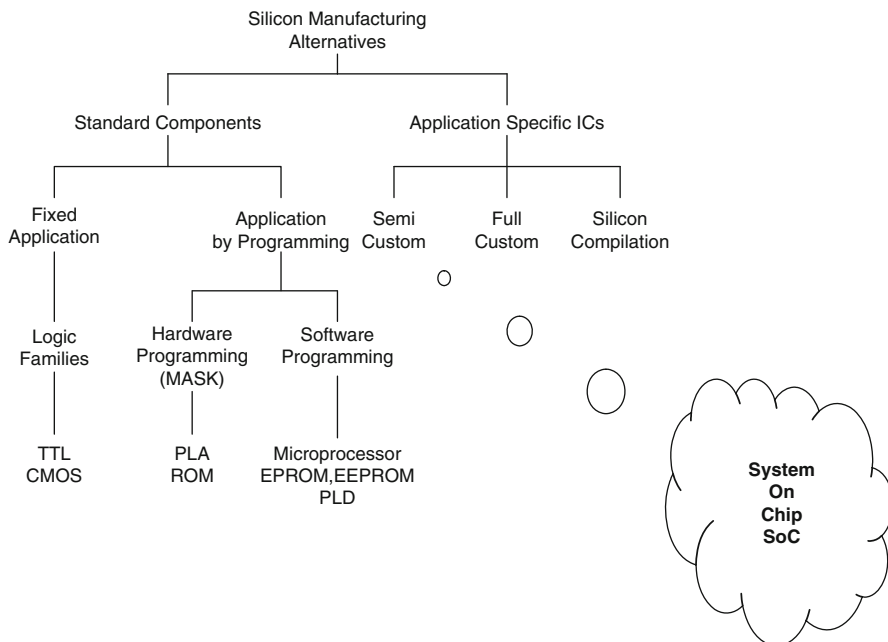 Silicon Manufacturing
Alternatives
Standard Components
Application Specific ICs
Fixed
Application
Application
by Programming
Semi
Custom
Full
Custom
Silicon
Compilation
Logic
Families
Hardware
Programming
(MASK)
Software
Programming
TTL
CMOS
PLA
ROM
Microprocessor
EPROM,EEPROM
PLD
System
On
Chip
SoC